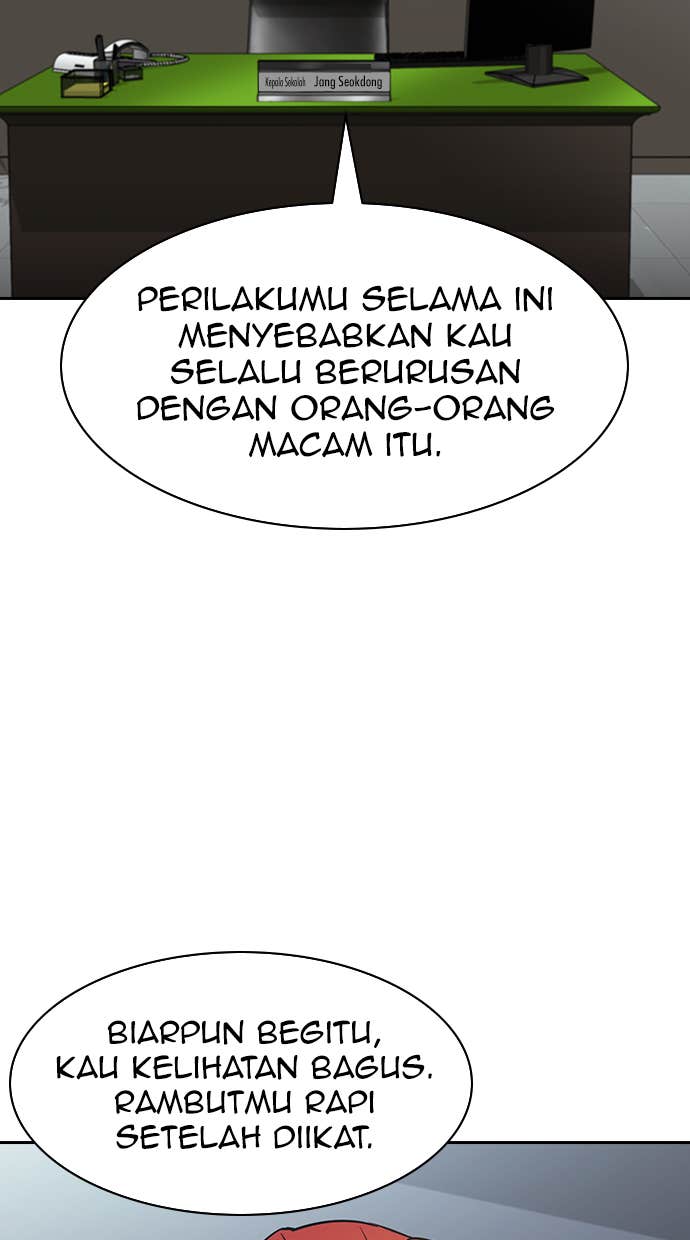 Kepala Sekolah Jang Seokdong
PERILAKUMU SELAMA INI
MENYEBABKAN KAU
SELALU BERURUSAN
DENGAN ORANG-ORANG
MACAM ITU.
BIARPUN BEGITU,
KAU KELIHATAN BAGUS.
RAMBUTMU RAPI
SETELAH DIIKAT.